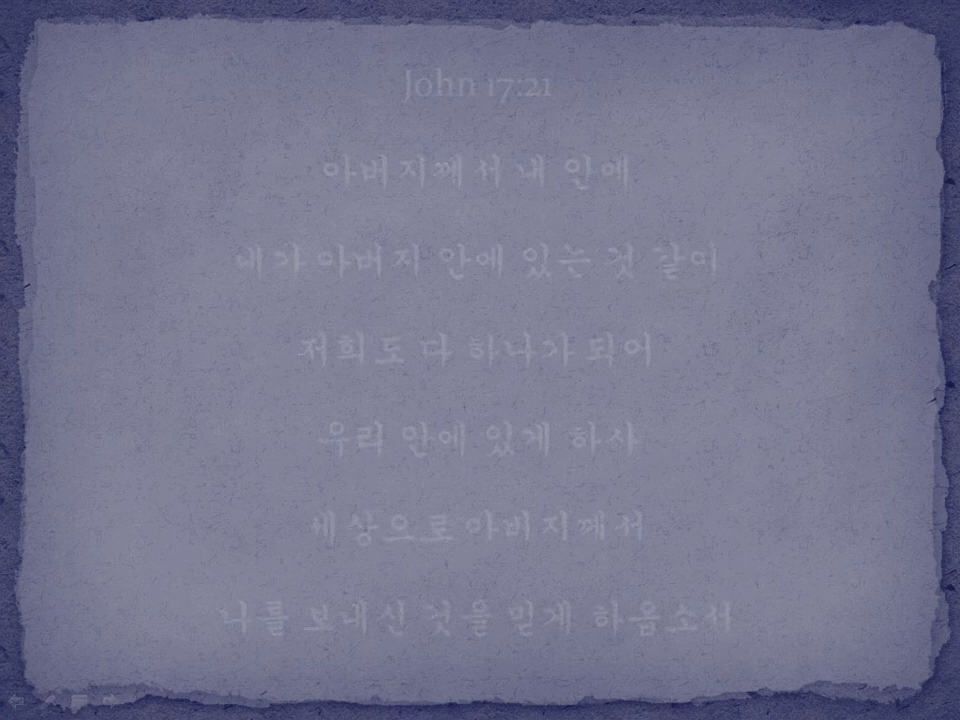 John 17:21
아버지께서 내 안에
내가 아버지 안에 있는 것 같이
저희도 다 하나가 되어
우리 안에 있게 하사
세상으로 아버지께서
나를 보내신 것을 믿게 하옵소서